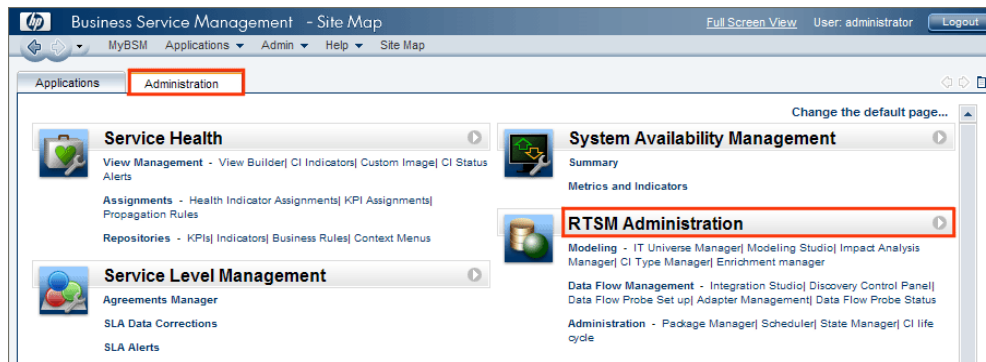 hp Business Service Management - Site Map Full Screen View User: administrator Logout
MyBSM Applications Admin Help Site Map
Applications Administration
Change the default page...
Service Health
View Management - View Builder| CI Indicators| Custom Image| CI Status
Alerts
Assignments - Health Indicator Assignments| KPI Assignments|
Propagation Rules
Repositories - KPIs| Indicators| Business Rules| Context Menus
Service Level Management
Agreements Manager
SLA Data Corrections
SLA Alerts
System Availability Management
Summary
Metrics and Indicators
RTSM Administration
Modeling - IT Universe Manager| Modeling Studio| Impact Analysis
Manager| CI Type Manager| Enrichment manager
Data Flow Management - Integration Studio| Discovery Control Panel|
Data Flow Probe Set up| Adapter Management| Data Flow Probe Status
Administration - Package Manager| Scheduler| State Manager| CI life
cycle